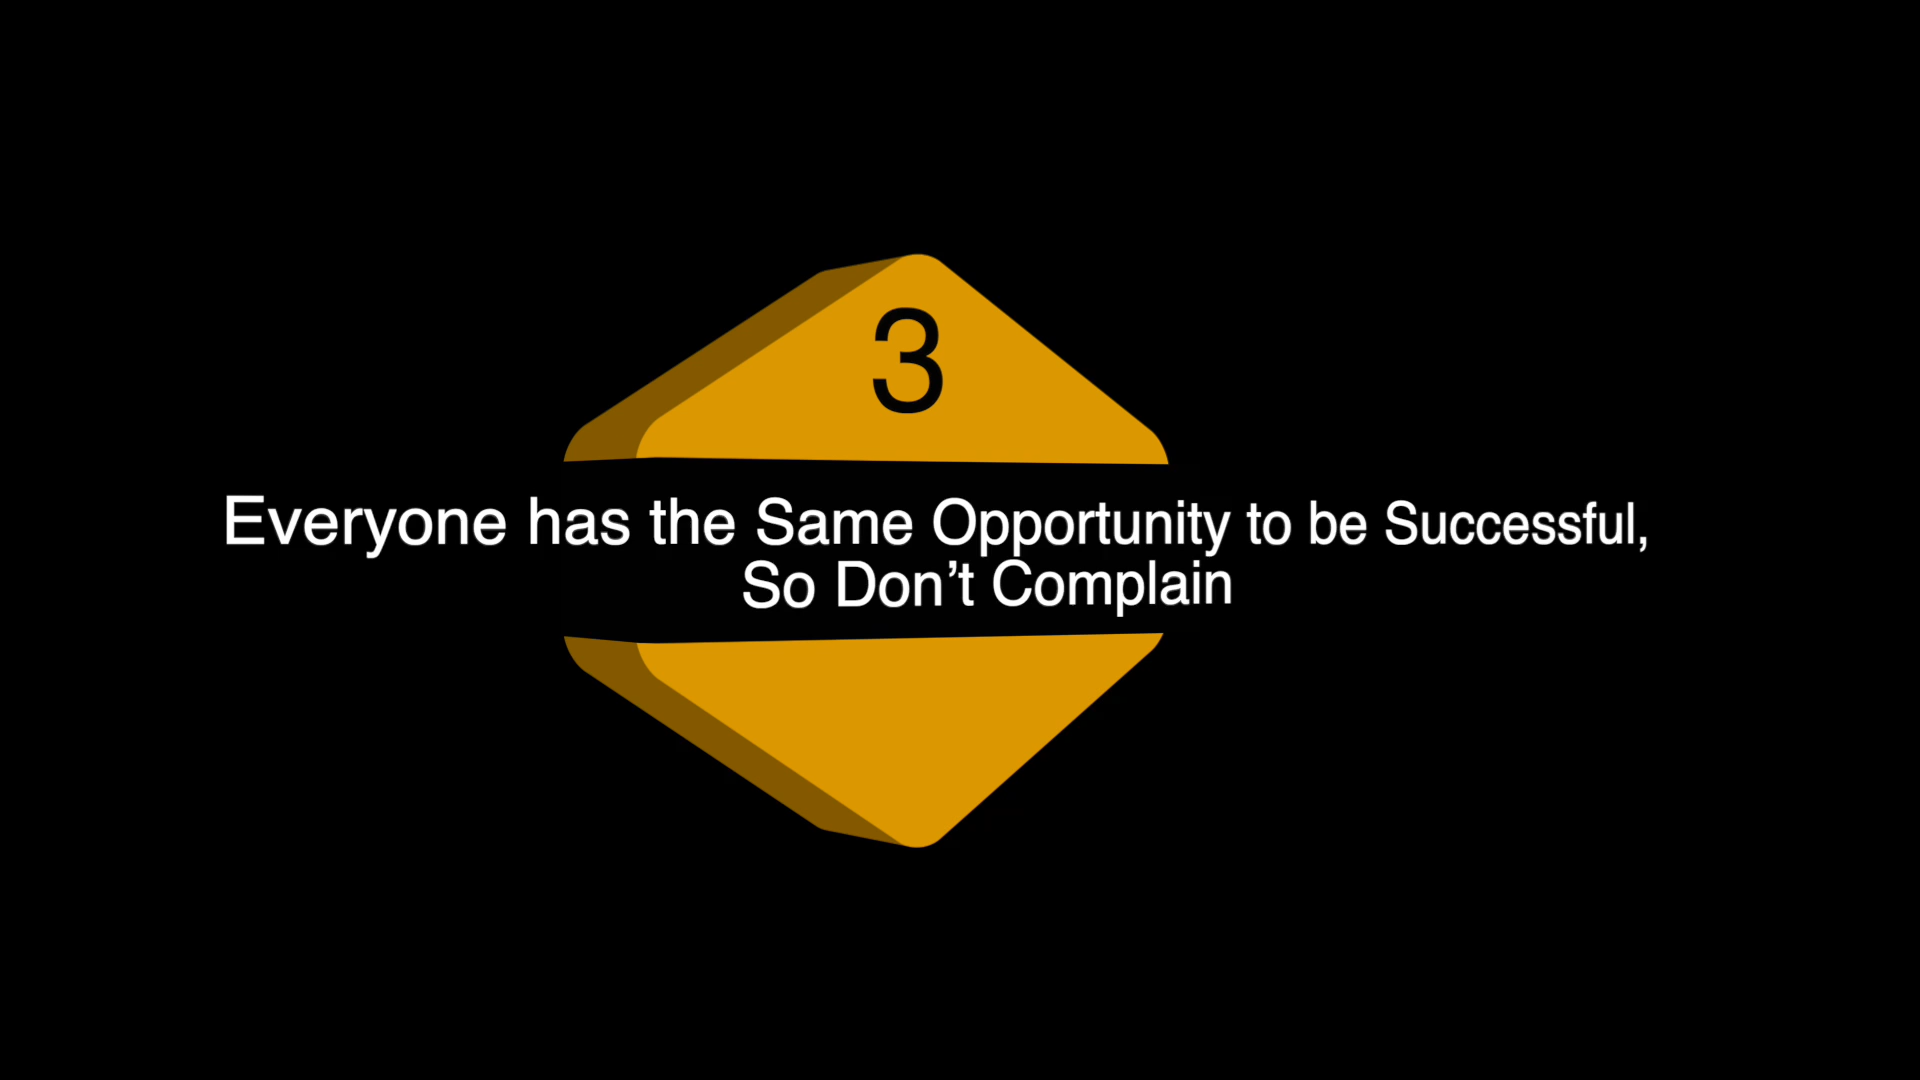 3
Everyone has the Same Opportunity to be Successful,
So Don’t Complain